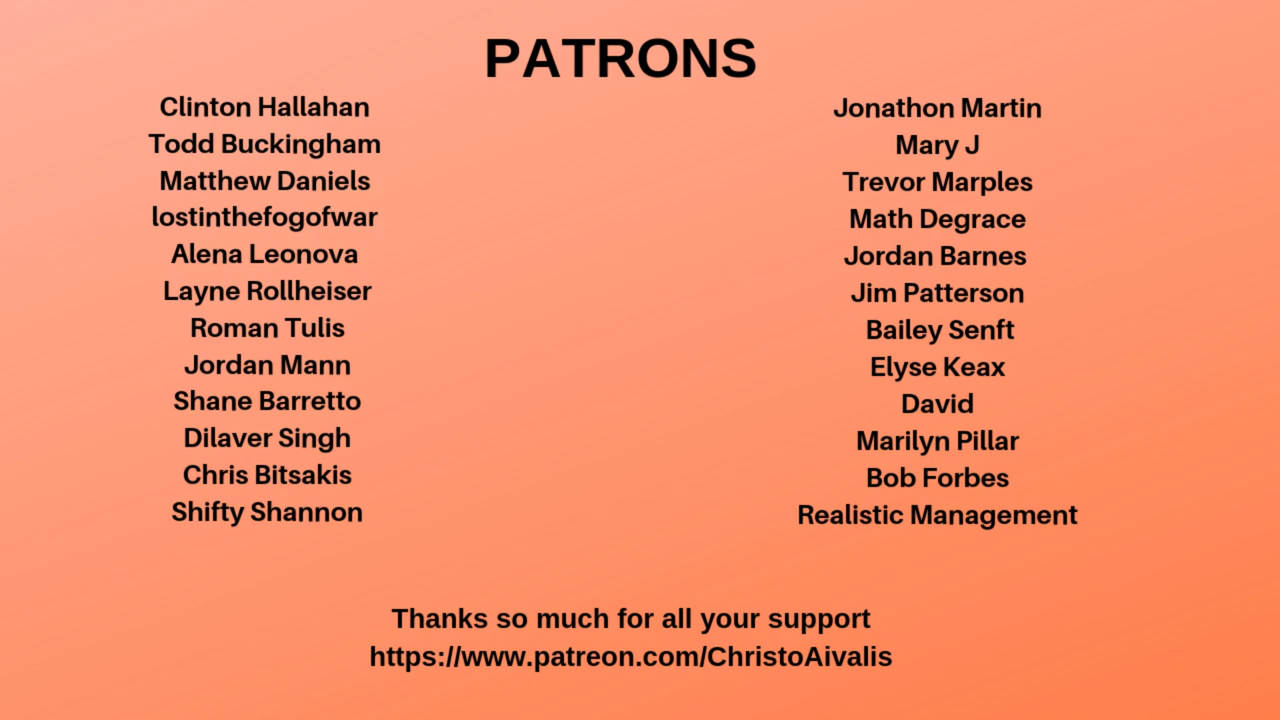 PATRONS
Clinton Hallahan
Todd Buckingham
Matthew Daniels
lostinthefogofwar
Alena Leonova
Layne Rollheiser
Roman Tulis
Jordan Mann
Shane Barretto
Dilaver Singh
Chris Bitsakis
Shifty Shannon
Jonathon Martin
Mary J
Trevor Marples
Math Degrace
Jordan Barnes
Jim Patterson
Bailey Senft
Elyse Keax
David
Marilyn Pillar
Bob Forbes
Realistic Management
Thanks so much for all your support
https://www.patreon.com/ChristoAivalis